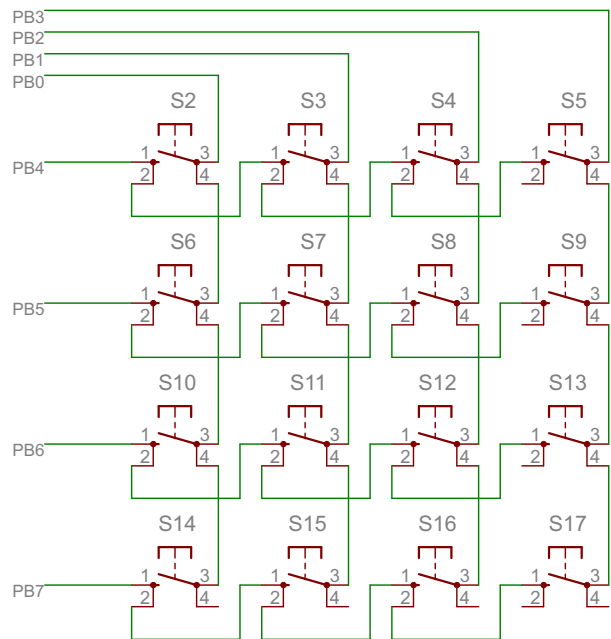 PB3
PB2
PB1
PB0
S2 S3 S4 S5
1 3 1 3 1 3 1 3
PB4
2 4 2 4 2 4 2 4
S6 S7 S8 S9
1 3 1 3 1 3 1 3
PB5
2 4 2 4 2 4 2 4
S10 S11 S12 S13
1 3 1 3 1 3 1 3
PB6
2 4 2 4 2 4 2 4
S14 S15 S16 S17
1 3 1 3 1 3 1 3
PB7
2 4 2 4 2 4 2 4